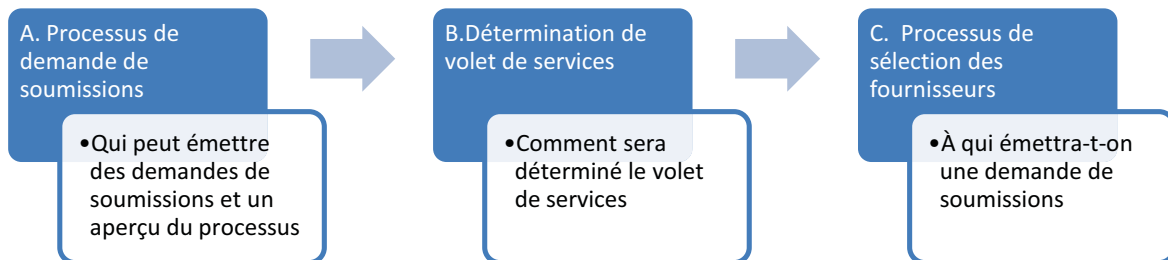 A. Processus de
demande de
soumissions
•Qui peut émettre
des demandes de
soumissions et un
aperçu du processus
B.Détermination de
volet de services
•Comment sera
déterminé le volet
de services
C. Processus de
sélection des
fournisseurs
•À qui émettra-t-on
une demande de
soumissions